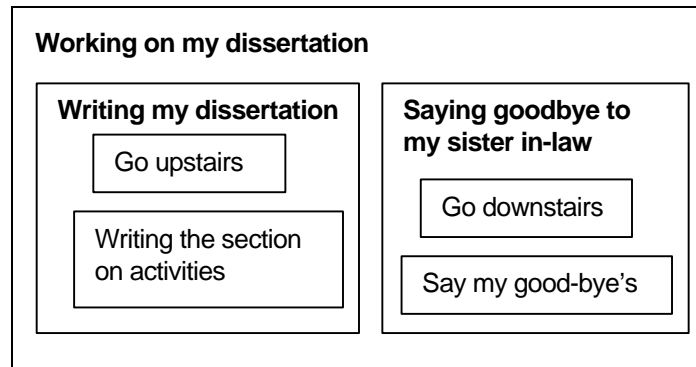 Working on my dissertation
Writing my dissertation
Go upstairs
Writing the section
on activities
Saying goodbye to
my sister in-law
Go downstairs
Say my good-bye's